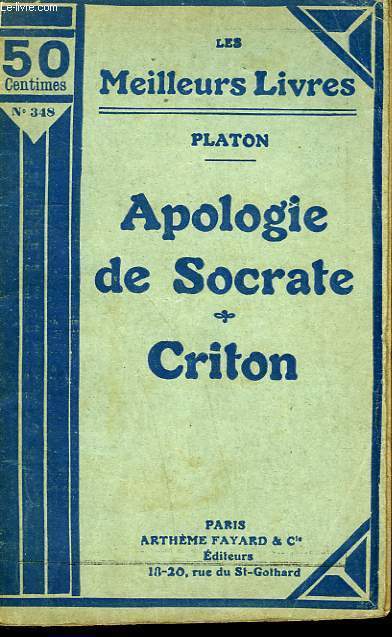 Le-livre.com
50
Centimes
N° 348
LES
Meilleurs Livres
PLATON
Apologie
de Socrate
Criton
PARIS
ARTHÈME FAYARD & Cie
Éditeurs
18-20, rue du St-Gothard